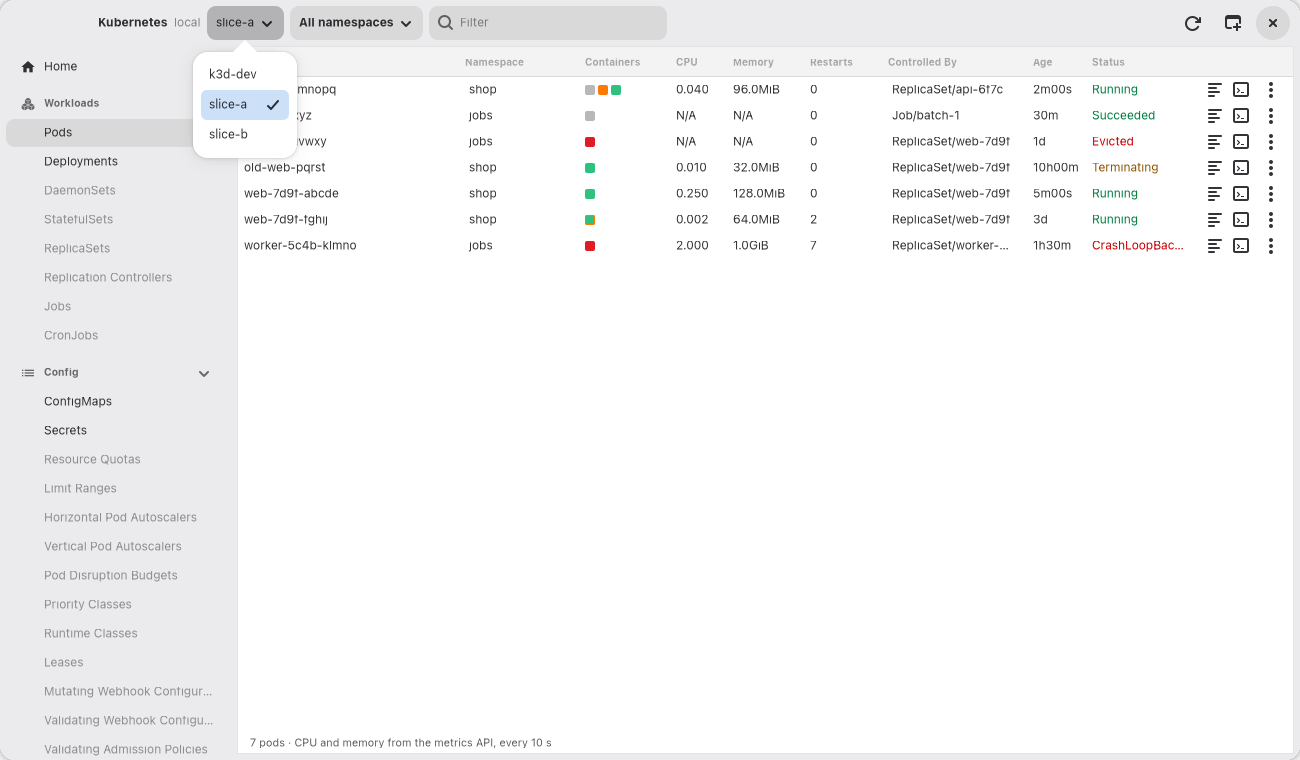 Kubernetes local slice-a All namespaces Filter
k3d-dev
slice-a
slice-b
Home
Workloads
Pods
Deployments
DaemonSets
StatefulSets
ReplicaSets
Replication Controllers
Jobs
CronJobs
Config
ConfigMaps
Secrets
Resource Quotas
Limit Ranges
Horizontal Pod Autoscalers
Vertical Pod Autoscalers
Pod Disruption Budgets
Priority Classes
Runtime Classes
Leases
Mutating Webhook Configur...
Validating Webhook Configu...
Validating Admission Policies
Namespace Containers CPU Memory Restarts Controlled By Age Status
mnopq shop 0.040 96.0MiB 0 ReplicaSet/api-6f7c 2m00s Running
xyz jobs N/A N/A 0 Job/batch-1 30m Succeeded
vwxy jobs N/A N/A 0 ReplicaSet/web-7d9f 1d Evicted
old-web-pqrst shop 0.010 32.0MiB 0 ReplicaSet/web-7d9f 10h00m Terminating
web-7d9f-abcde shop 0.250 128.0MiB 0 ReplicaSet/web-7d9f 5m00s Running
web-7d9f-fghij shop 0.002 64.0MiB 2 ReplicaSet/web-7d9f 3d Running
worker-5c4b-klmno jobs 2.000 1.0GiB 7 ReplicaSet/worker-... 1h30m CrashLoopBac...
7 pods · CPU and memory from the metrics API, every 10 s